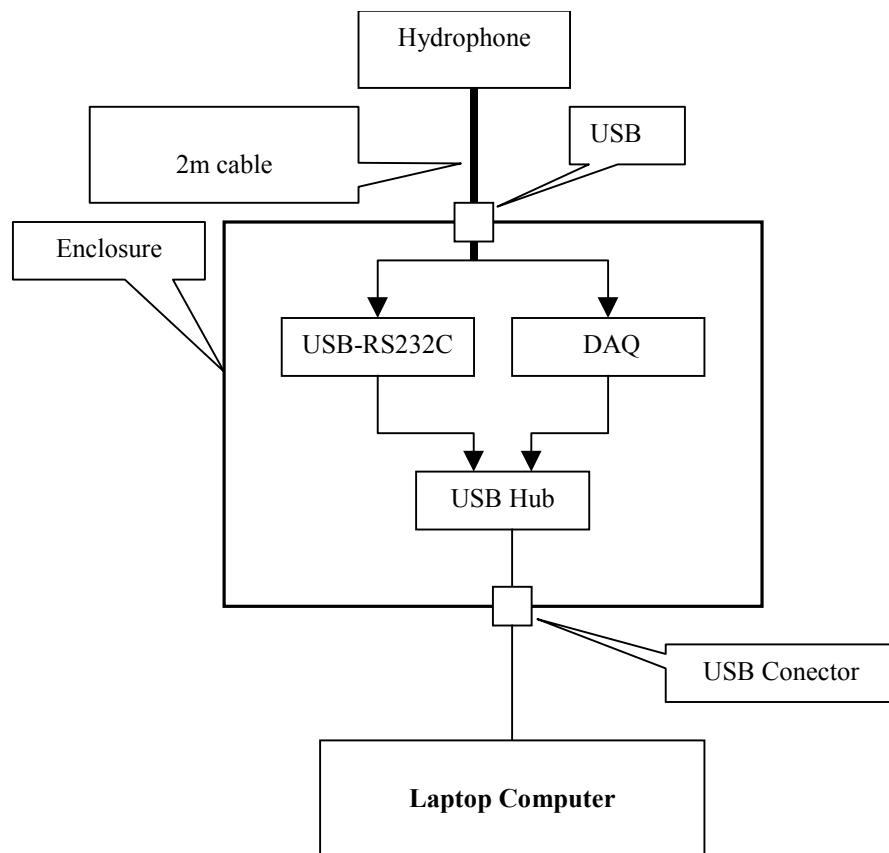 Hydrophone
USB
2m cable
Enclosure
USB-RS232C
DAQ
USB Hub
USB Conector
Laptop Computer